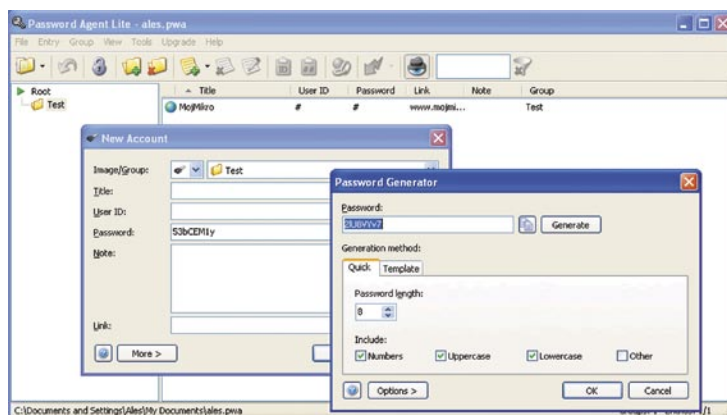 Password Agent Lite - ales.pwa
File Entry Group View Tools Upgrade Help
Root
Test
Title User ID Password Link Note Group
MojMikro # # www.mojmi... Test
New Account
Image/Group: Test
Title:
User ID:
Password: 53bCEM1y
Note:
Link:
More >
Password Generator
Password:
Generate
Generation method:
Quick Template
Password length:
8
Include:
Numbers Uppercase Lowercase Other
Options > OK Cancel
C:\Documents and Settings\Ales\My Documents\ales.pwa